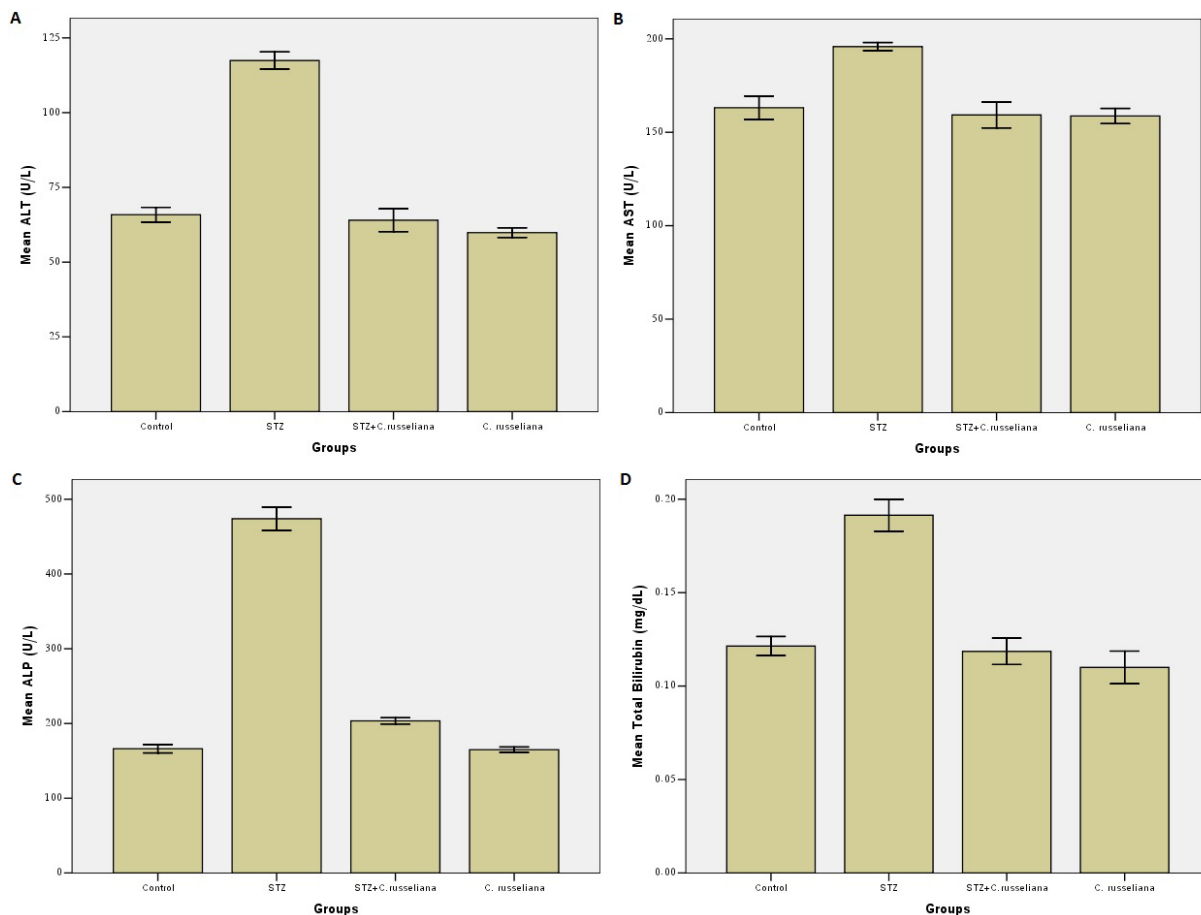 A
Mean ALT (U/L)
125
100
75
50
25
0
Control STZ STZ+C.russeliana C. russeliana
Groups
B
Mean AST (U/L)
200
150
100
50
0
Control STZ STZ+C.russeliana C. russeliana
Groups
C
Mean ALP (U/L)
500
400
300
200
100
0
Control STZ STZ+C.russeliana C. russeliana
Groups
D
Mean Total Bilirubin (mg/dL)
0.20
0.15
0.10
0.05
0.00
Control STZ STZ+C.russeliana C. russeliana
Groups